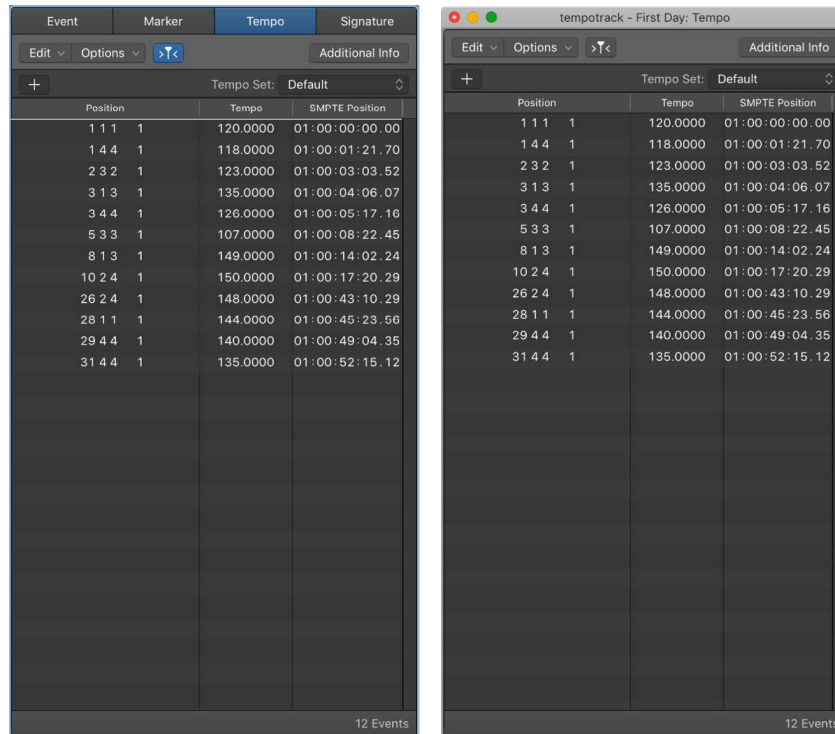 Event Marker Tempo Signature
Edit Options Additional Info
Tempo Set: Default
Position Tempo SMPTE Position
1 1 1 1 120.0000 01:00:00:00.00
1 4 4 1 118.0000 01:00:01:21.70
2 3 2 1 123.0000 01:00:03:03.52
3 1 3 1 135.0000 01:00:04:06.07
3 4 4 1 126.0000 01:00:05:17.16
5 3 3 1 107.0000 01:00:08:22.45
8 1 3 1 149.0000 01:00:14:02.24
10 2 4 1 150.0000 01:00:17:20.29
26 2 4 1 148.0000 01:00:43:10.29
28 1 1 1 144.0000 01:00:45:23.56
29 4 4 1 140.0000 01:00:49:04.35
31 4 4 1 135.0000 01:00:52:15.12
12 Events
tempotrack - First Day: Tempo
Edit Options Additional Info
Tempo Set: Default
Position Tempo SMPTE Position
1 1 1 1 120.0000 01:00:00:00.00
1 4 4 1 118.0000 01:00:01:21.70
2 3 2 1 123.0000 01:00:03:03.52
3 1 3 1 135.0000 01:00:04:06.07
3 4 4 1 126.0000 01:00:05:17.16
5 3 3 1 107.0000 01:00:08:22.45
8 1 3 1 149.0000 01:00:14:02.24
10 2 4 1 150.0000 01:00:17:20.29
26 2 4 1 148.0000 01:00:43:10.29
28 1 1 1 144.0000 01:00:45:23.56
29 4 4 1 140.0000 01:00:49:04.35
31 4 4 1 135.0000 01:00:52:15.12
12 Events